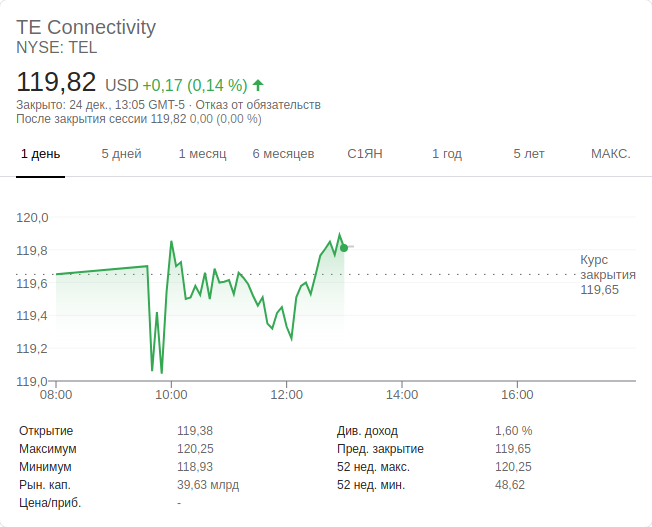 TE Connectivity
NYSE: TEL
119,82 USD +0,17 (0,14 %)
Закрыто: 24 дек., 13:05 GMT-5 · Отказ от обязательств
После закрытия сессии 119,82 0,00 (0,00 %)
1 день 5 дней 1 месяц 6 месяцев С1ЯН 1 год 5 лет МАКС.
120,0
119,8
119,6
119,4
119,2
119,0
Курс
закрытия
119,65
08:00 10:00 12:00 14:00 16:00
Открытие 119,38 Див. доход 1,60 %
Максимум 120,25 Пред. закрытие 119,65
Минимум 118,93 52 нед. макс. 120,25
Рын. кап. 39,63 млрд 52 нед. мин. 48,62
Цена/приб. -